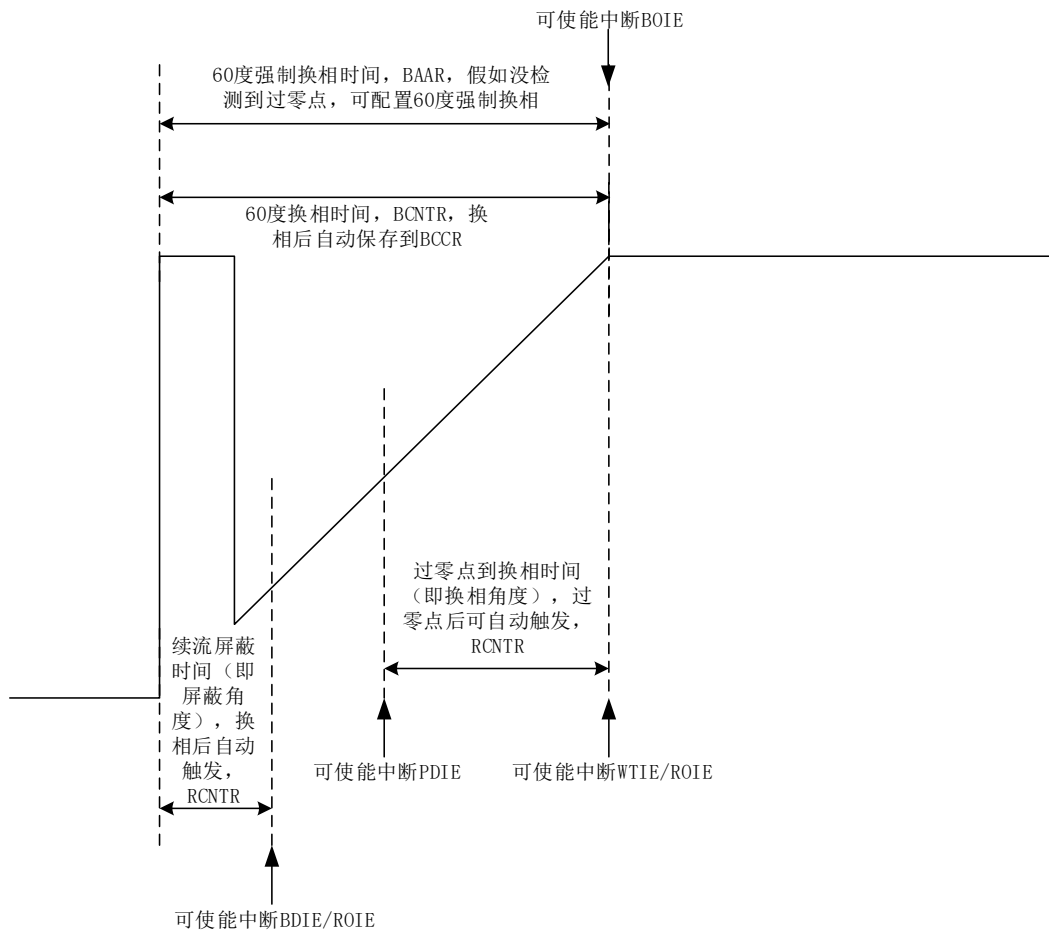 可使能中断BOIE
60度强制换相时间，BAAR，假如没检
测到过零点，可配置60度强制换相
60度换相时间，BCNTR，换
相后自动保存到BCCR
过零点到换相时间
（即换相角度），过
零点后可自动触发，
RCNTR
续流屏蔽
时间（即
屏蔽角
度），换
相后自动
触发，
RCNTR
可使能中断PDIE
可使能中断WTIE/ROIE
可使能中断BDIE/ROIE